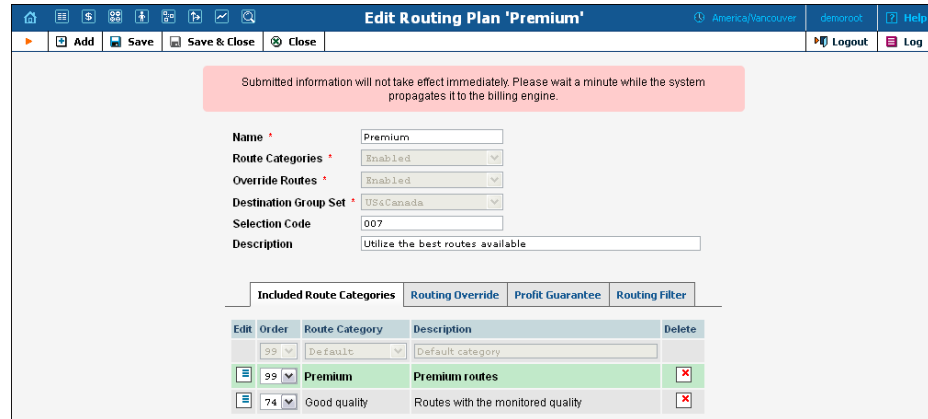 Edit Routing Plan 'Premium'
America/Vancouver
demoroot
? Help
Add
Save
Save & Close
Close
Logout
Log
Submitted information will not take effect immediately. Please wait a minute while the system
propagates it to the billing engine.
Name * Premium
Route Categories * Enabled
Override Routes * Enabled
Destination Group Set * US&Canada
Selection Code 007
Description Utilize the best routes available
Included Route Categories Routing Override Profit Guarantee Routing Filter
Edit Order Route Category Description Delete
99 Default Default category
99 Premium Premium routes
74 Good quality Routes with the monitored quality